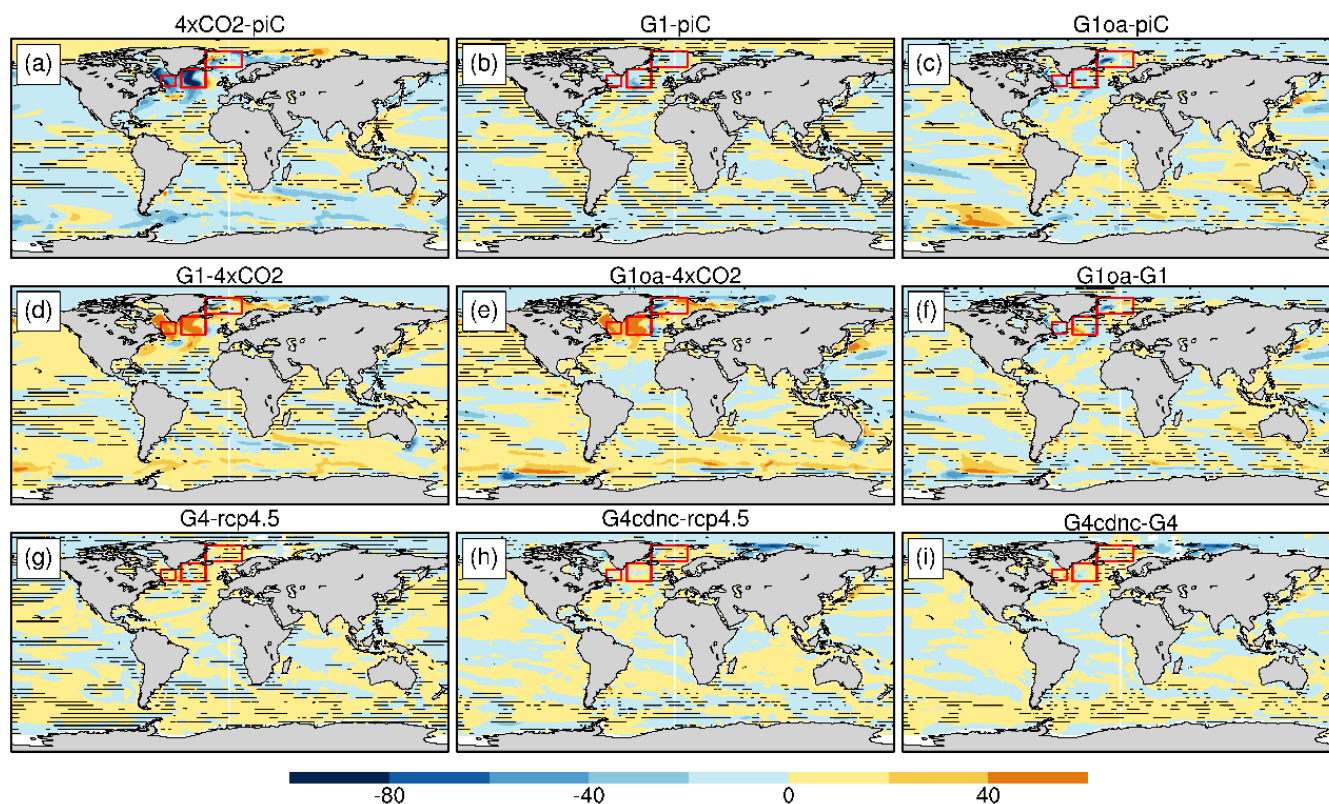 4xCO2-piC G1-piC G1oa-piC
(a) (b) (c)
G1-4xCO2 G1oa-4xCO2 G1oa-G1
(d) (e) (f)
G4-rcp4.5 G4cdnc-rcp4.5 G4cdnc-G4
(g) (h) (i)
-80 -40 0 40